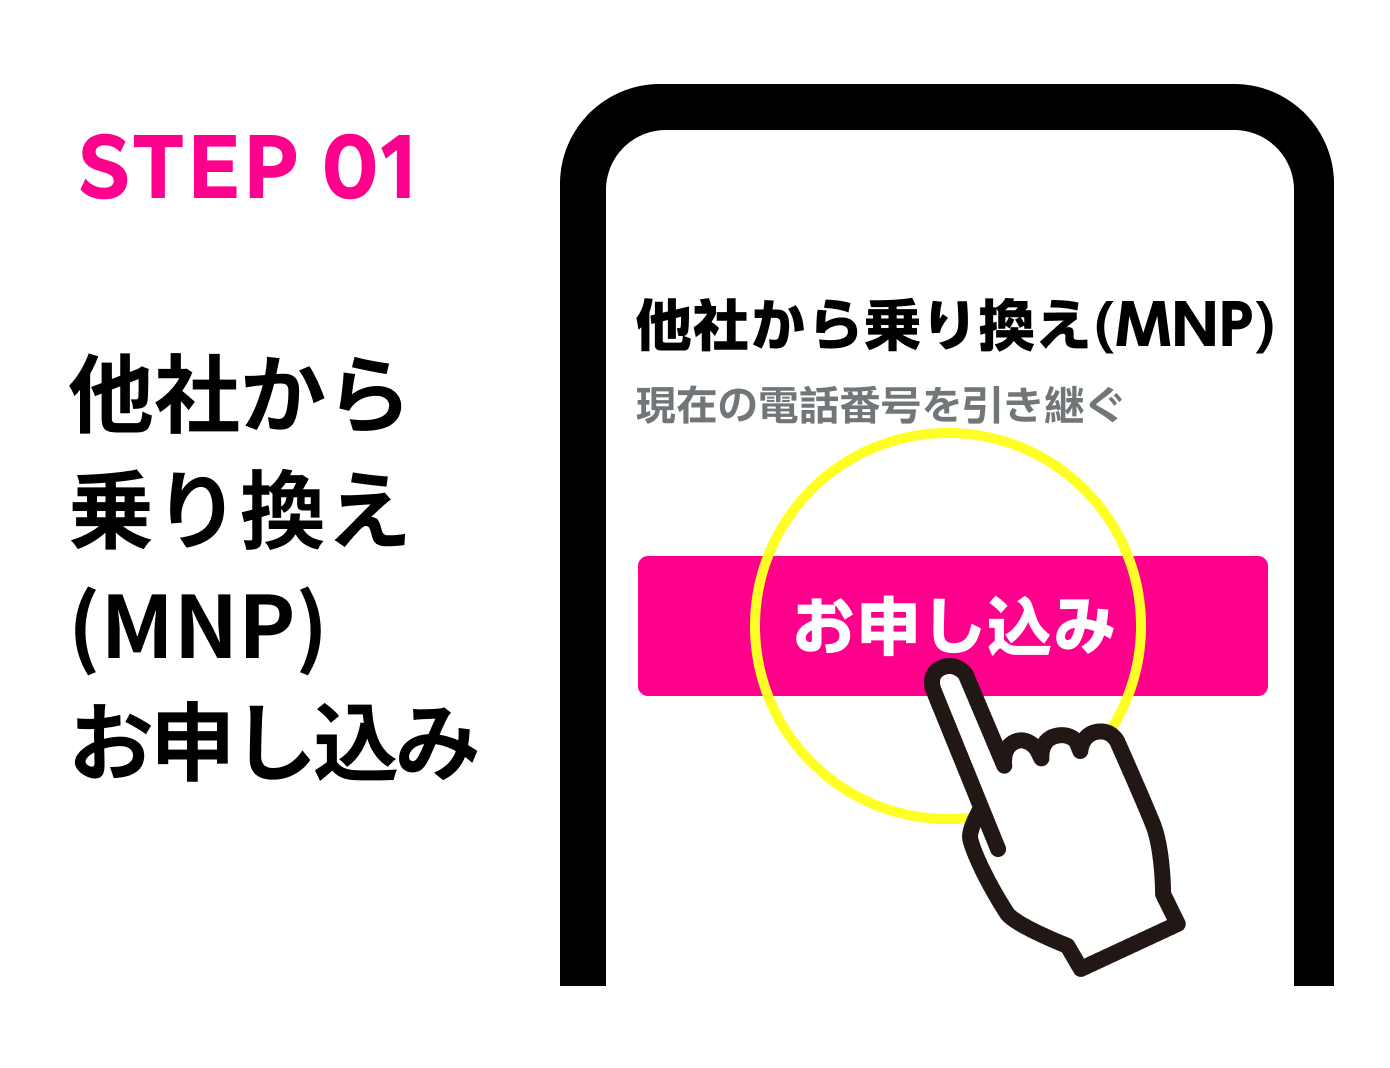 STEP 01
他社から
乗り換え
(MNP)
お申し込み
他社から乗り換え(MNP)
現在の電話番号を引き継ぐ
お申し込み